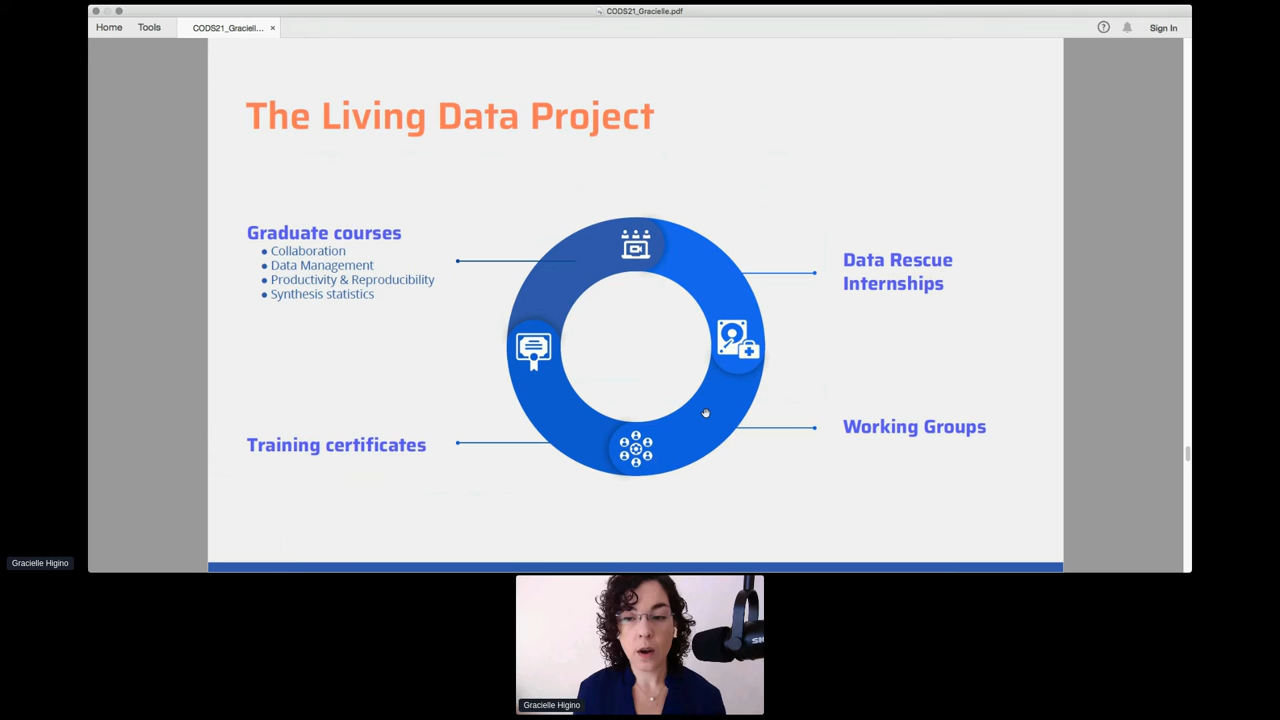 CODS21_Gracielle.pdf
Home
Tools
CODS21_Graciell...
Sign In
The Living Data Project
Graduate courses
● Collaboration
● Data Management
● Productivity & Reproducibility
● Synthesis statistics
Data Rescue
Internships
Training certificates
Working Groups
Gracielle Higino
Gracielle Higino